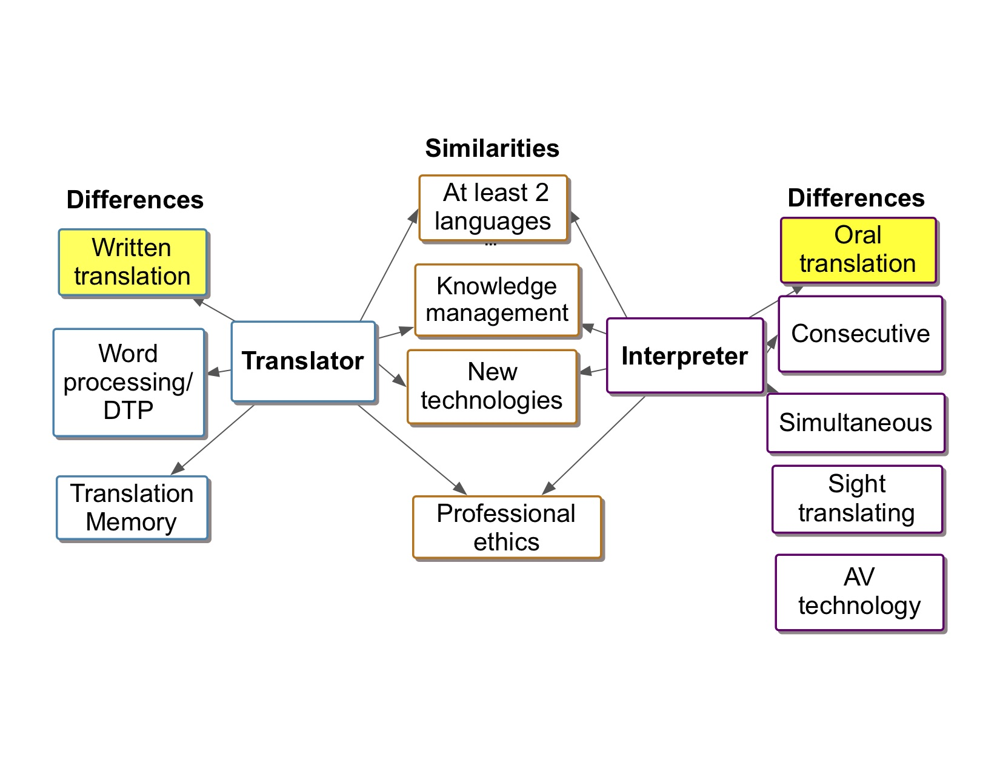 Similarities
Differences
Written
translation
Word
processing/
DTP
Translation
Memory
Translator
At least 2
languages
...
Knowledge
management
New
technologies
Professional
ethics
Interpreter
Differences
Oral
translation
Consecutive
Simultaneous
Sight
translating
AV
technology